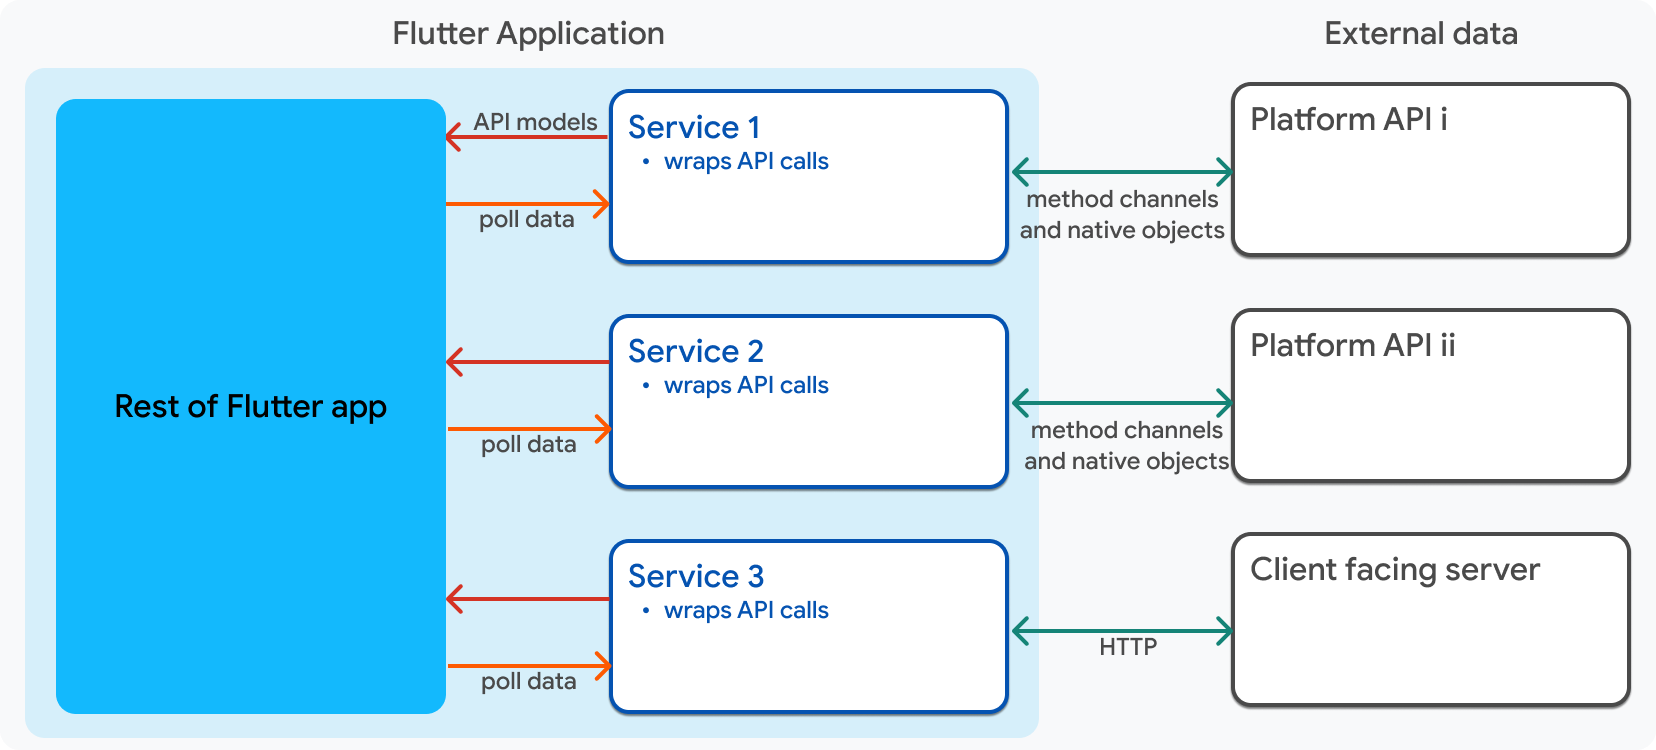 Flutter Application
External data
Rest of Flutter app
API models
poll data
Service 1
• wraps API calls
method channels
and native objects
Platform API i
poll data
Service 2
• wraps API calls
method channels
and native objects
Platform API ii
poll data
Service 3
• wraps API calls
HTTP
Client facing server